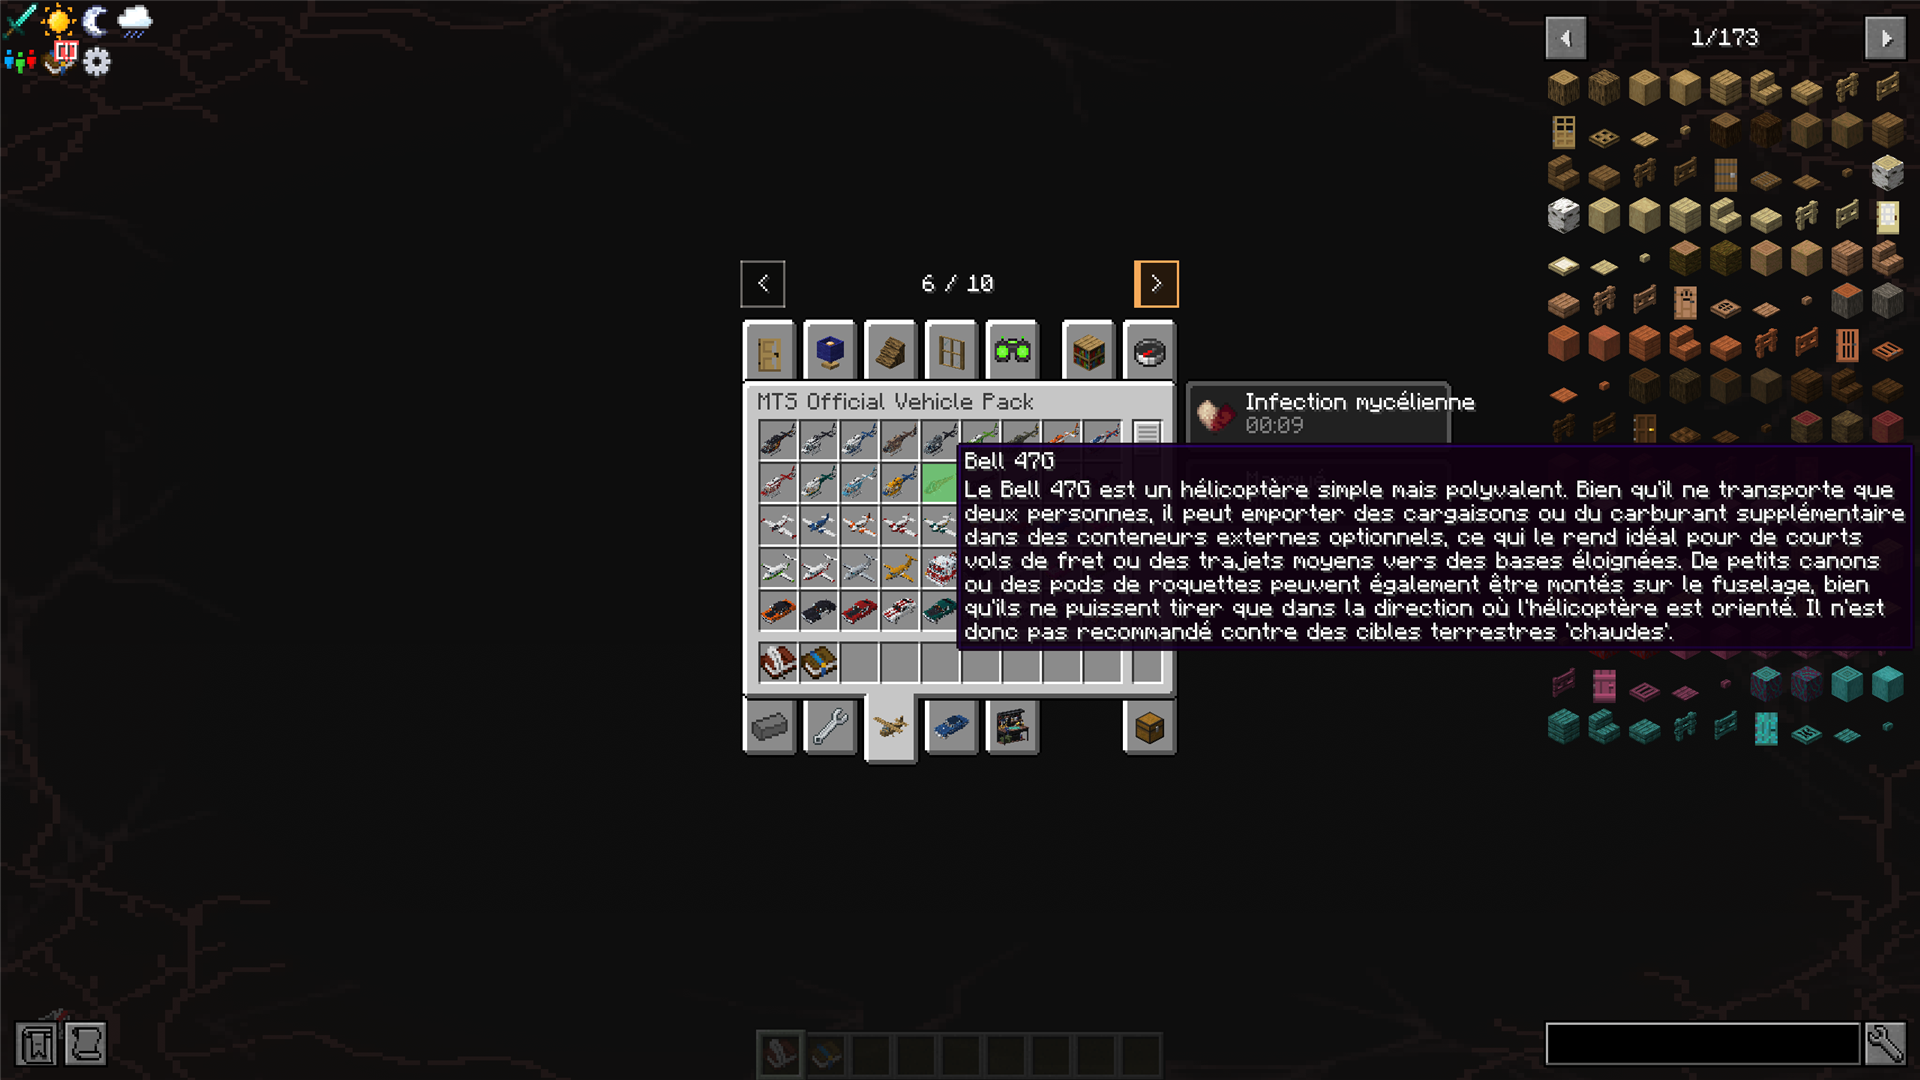 1/173
6 / 10
MTS Official Vehicle Pack
Infection mycélienne
00:09
Bell 47G
Le Bell 47G est un hélicoptère simple mais polyvalent. Bien qu'il ne transporte que
deux personnes, il peut emporter des cargaisons ou du carburant supplémentaire
dans des conteneurs externes optionnels, ce qui le rend idéal pour de courts
vols de fret ou des trajets moyens vers des bases éloignées. De petits canons
ou des pods de roquettes peuvent également être montés sur le fuselage, bien
qu'ils ne puissent tirer que dans la direction où l'hélicoptère est orienté. Il n'est
donc pas recommandé contre des cibles terrestres 'chaudes'.